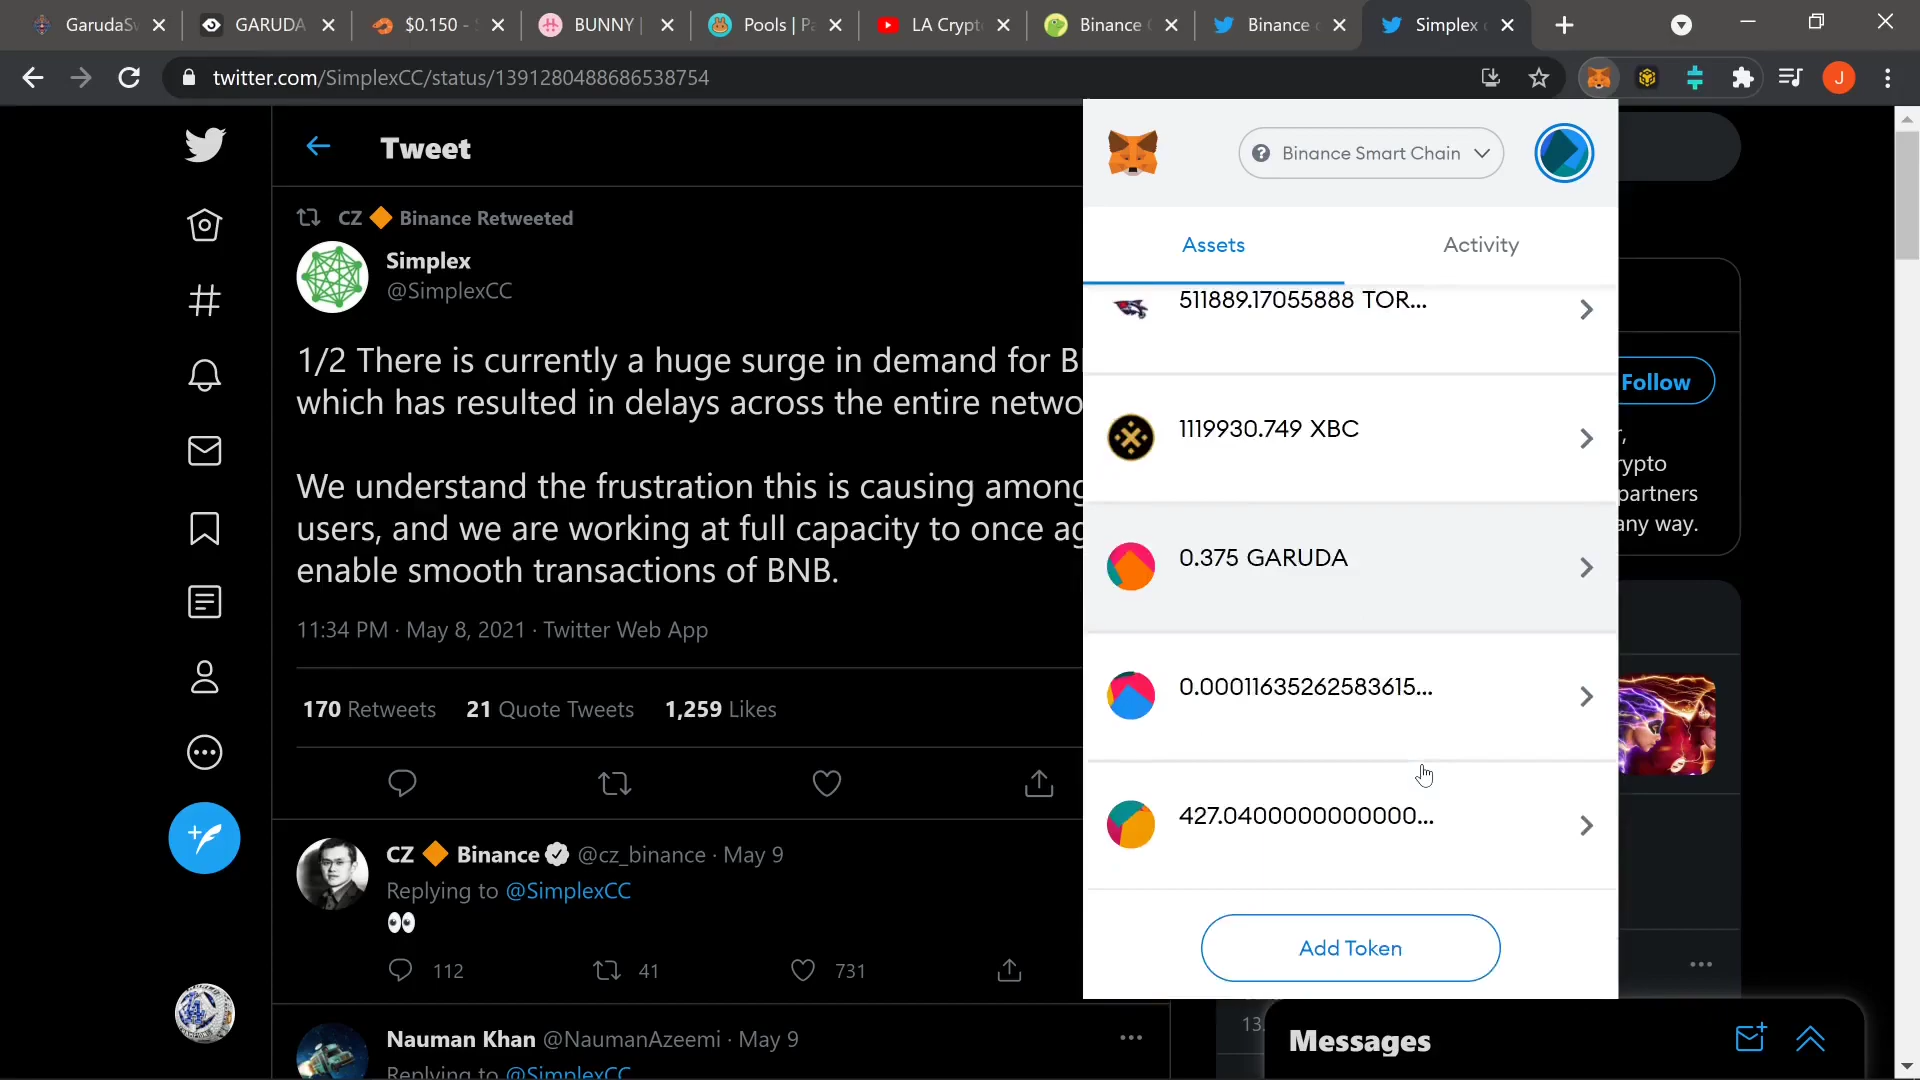 GarudaSw
GARUDA
$0.150 -
BUNNY |
Pools | Pa
LA Crypt
Binance
Binance
Simplex
twitter.com/SimplexCC/status/1391280488686538754
J
Tweet
CZ 🔶 Binance Retweeted
Simplex
@SimplexCC
1/2 There is currently a huge surge in demand for B
which has resulted in delays across the entire netwo
We understand the frustration this is causing among
users, and we are working at full capacity to once ag
enable smooth transactions of BNB.
11:34 PM · May 8, 2021 · Twitter Web App
170 Retweets 21 Quote Tweets 1,259 Likes
CZ 🔶 Binance @cz_binance · May 9
Replying to @SimplexCC
👀
112 41 731
Nauman Khan @NaumanAzeemi · May 9
Replying to @SimplexCC
Binance Smart Chain
Assets Activity
511889.17055888 TOR...
1119930.749 XBC
0.375 GARUDA
0.00011635262583615...
427.0400000000000...
Add Token
Follow
rypto
partners
any way.
13.
Messages